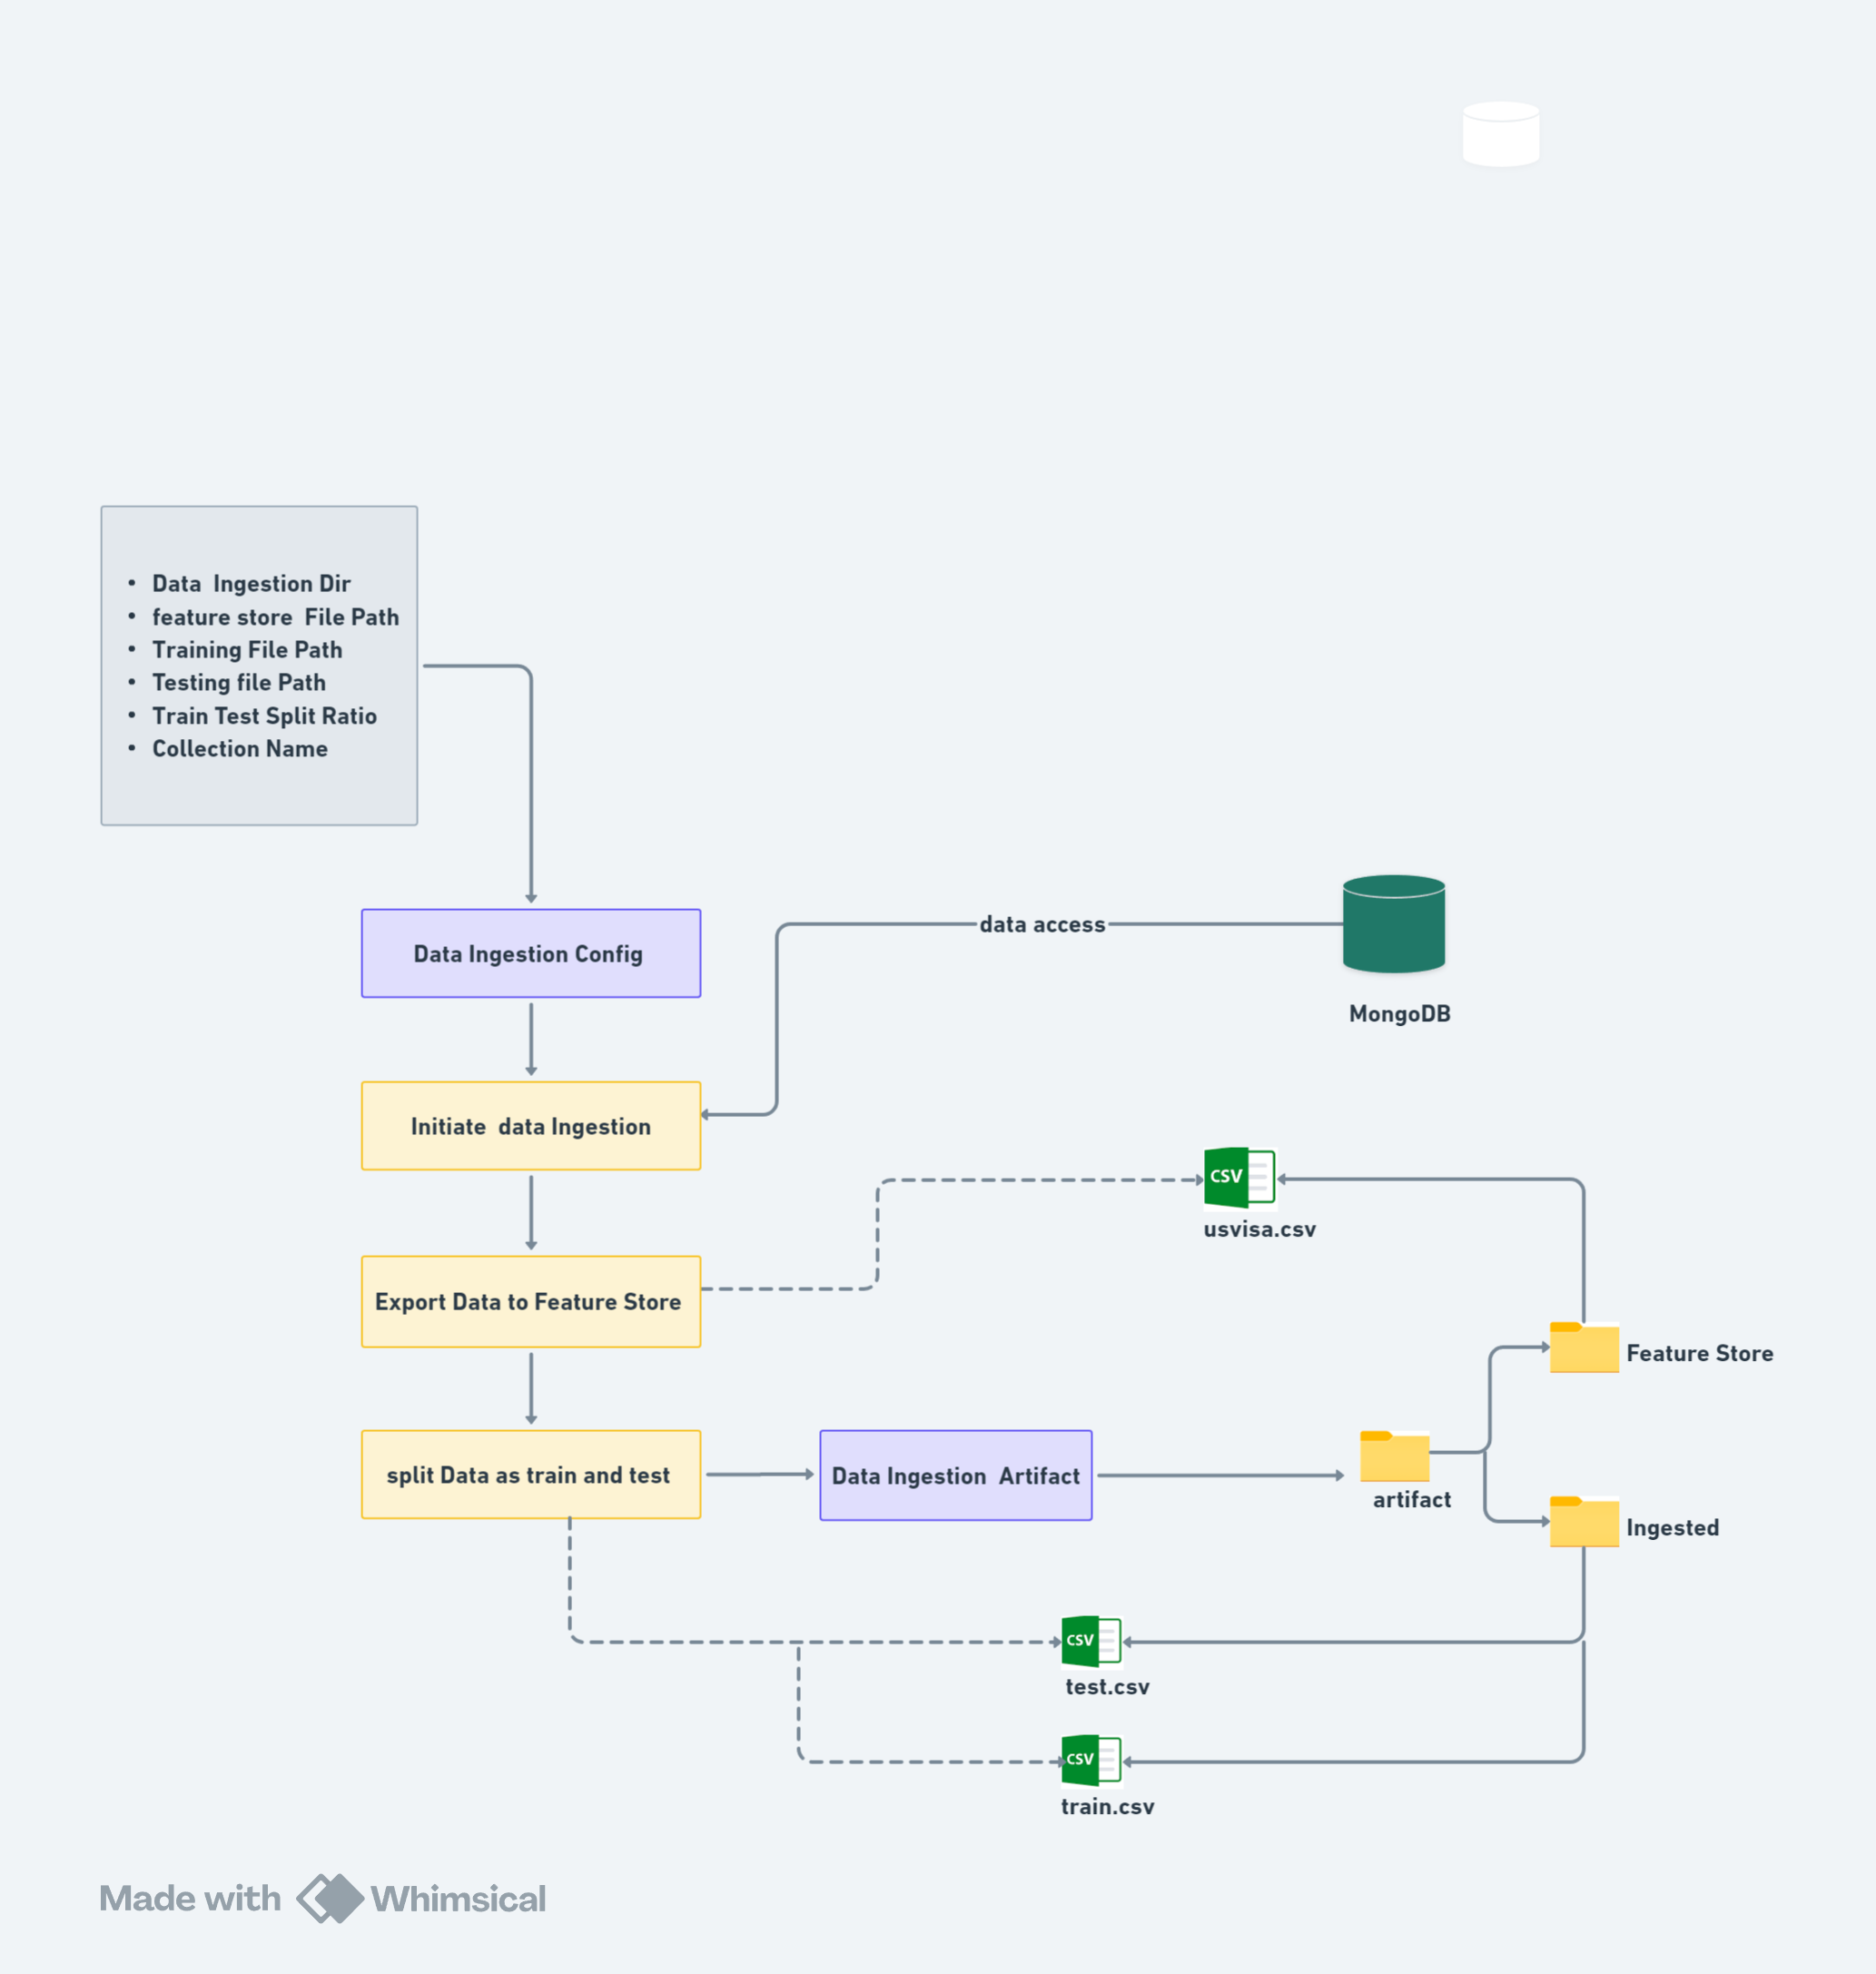 • Data  Ingestion Dir
• feature store  File Path
• Training File Path
• Testing file Path
• Train Test Split Ratio
• Collection Name
Data Ingestion Config
data access
MongoDB
Initiate  data Ingestion
CSV
usvisa.csv
Export Data to Feature Store
Feature Store
split Data as train and test
Data Ingestion  Artifact
artifact
Ingested
CSV
test.csv
CSV
train.csv
Made with Whimsical